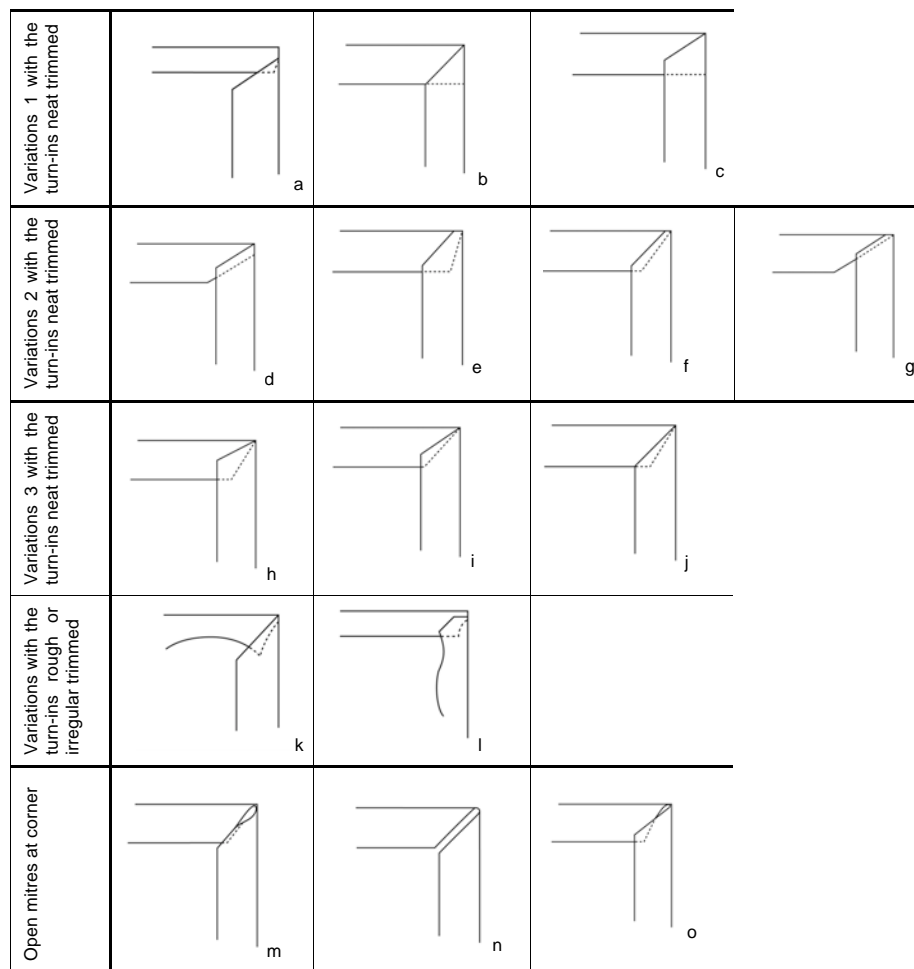 Variations 1 with the
turn-ins neat trimmed
a
b
c
Variations 2 with the
turn-ins neat trimmed
d
e
f
g
Variations 3 with the
turn-ins neat trimmed
h
i
j
Variations with the
turn-ins rough or
irregular trimmed
k
l
Open mitres at corner
m
n
o